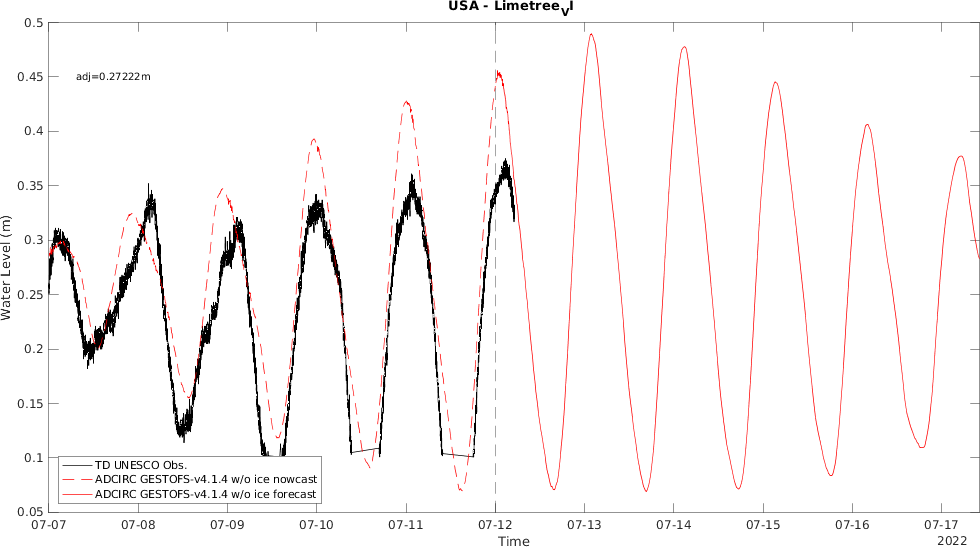 USA - LimetreeVI
adj=0.27222m
0.5
0.45
0.4
0.35
0.3
0.25
0.2
0.15
0.1
0.05
Water Level (m)
TD UNESCO Obs.
ADCIRC GESTOFS-v4.1.4 w/o ice nowcast
ADCIRC GESTOFS-v4.1.4 w/o ice forecast
07-07 07-08 07-09 07-10 07-11 07-12 07-13 07-14 07-15 07-16 07-17
Time
2022